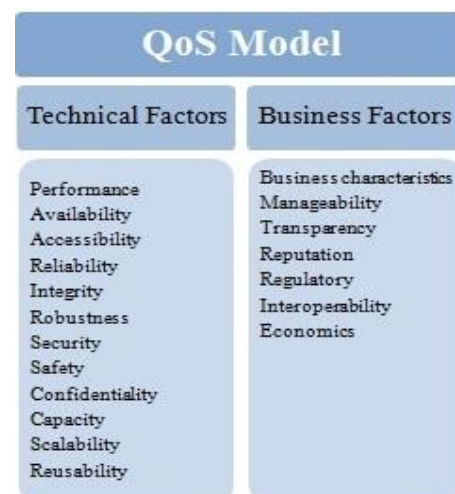 QoS Model
Technical Factors
Performance
Availability
Accessibility
Reliability
Integrity
Robustness
Security
Safety
Confidentiality
Capacity
Scalability
Reusability
Business Factors
Business characteristics
Manageability
Transparency
Reputation
Regulatory
Interoperability
Economics